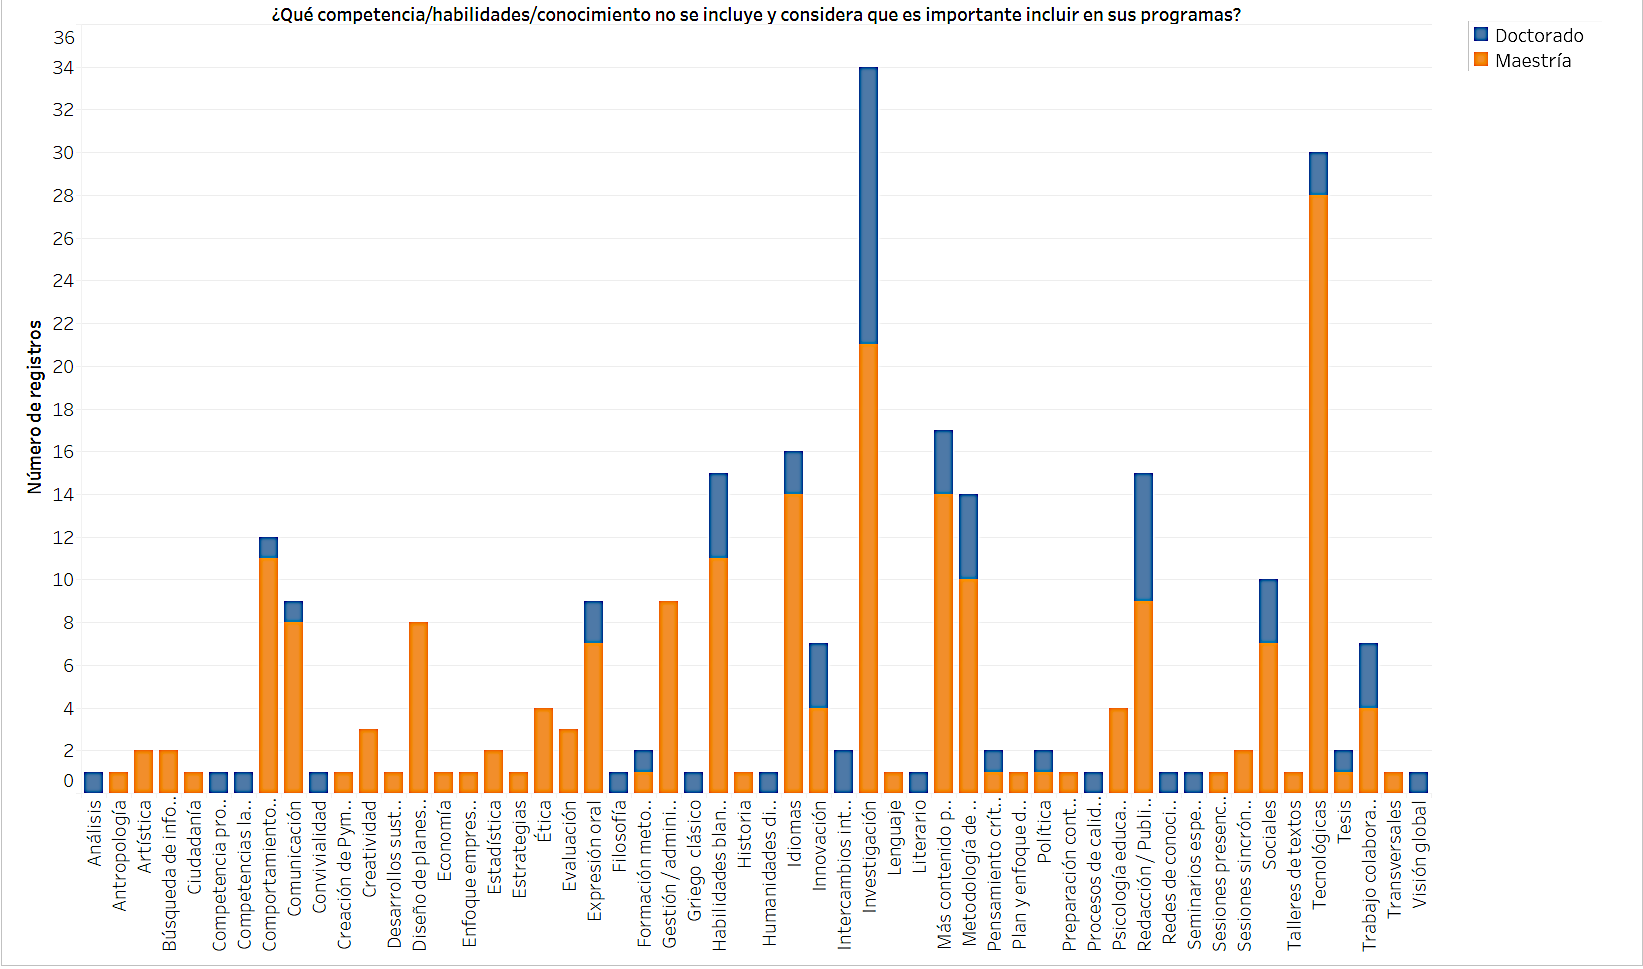 ¿Qué competencia/habilidades/conocimiento no se incluye y considera que es importante incluir en sus programas?
Doctorado
Maestría
Número de registros
36
34
32
30
28
26
24
22
20
18
16
14
12
10
8
6
4
2
0
Análisis
Antropología
Artística
Búsqueda de info..
Ciudadanía
Competencia pro..
Competencias la..
Comportamiento..
Comunicación
Convivialidad
Creación de Pym..
Creatividad
Desarrollos sust..
Diseño de planes..
Economía
Enfoque empres..
Estadística
Estrategias
Ética
Evaluación
Expresión oral
Filosofía
Formación meto..
Gestión / admini..
Griego clásico
Habilidades blan..
Historia
Humanidades di..
Idiomas
Innovación
Intercambios int..
Investigación
Lenguaje
Literario
Más contenido p..
Metodología de ..
Pensamiento crít..
Plan y enfoque d..
Política
Preparación cont..
Procesos de calid..
Psicología educa..
Redacción / Publi..
Redes de conoci..
Seminarios espe..
Sesiones presenc..
Sesiones sincrón..
Sociales
Talleres de textos
Tecnológicas
Tesis
Trabajo colabora..
Transversales
Visión global